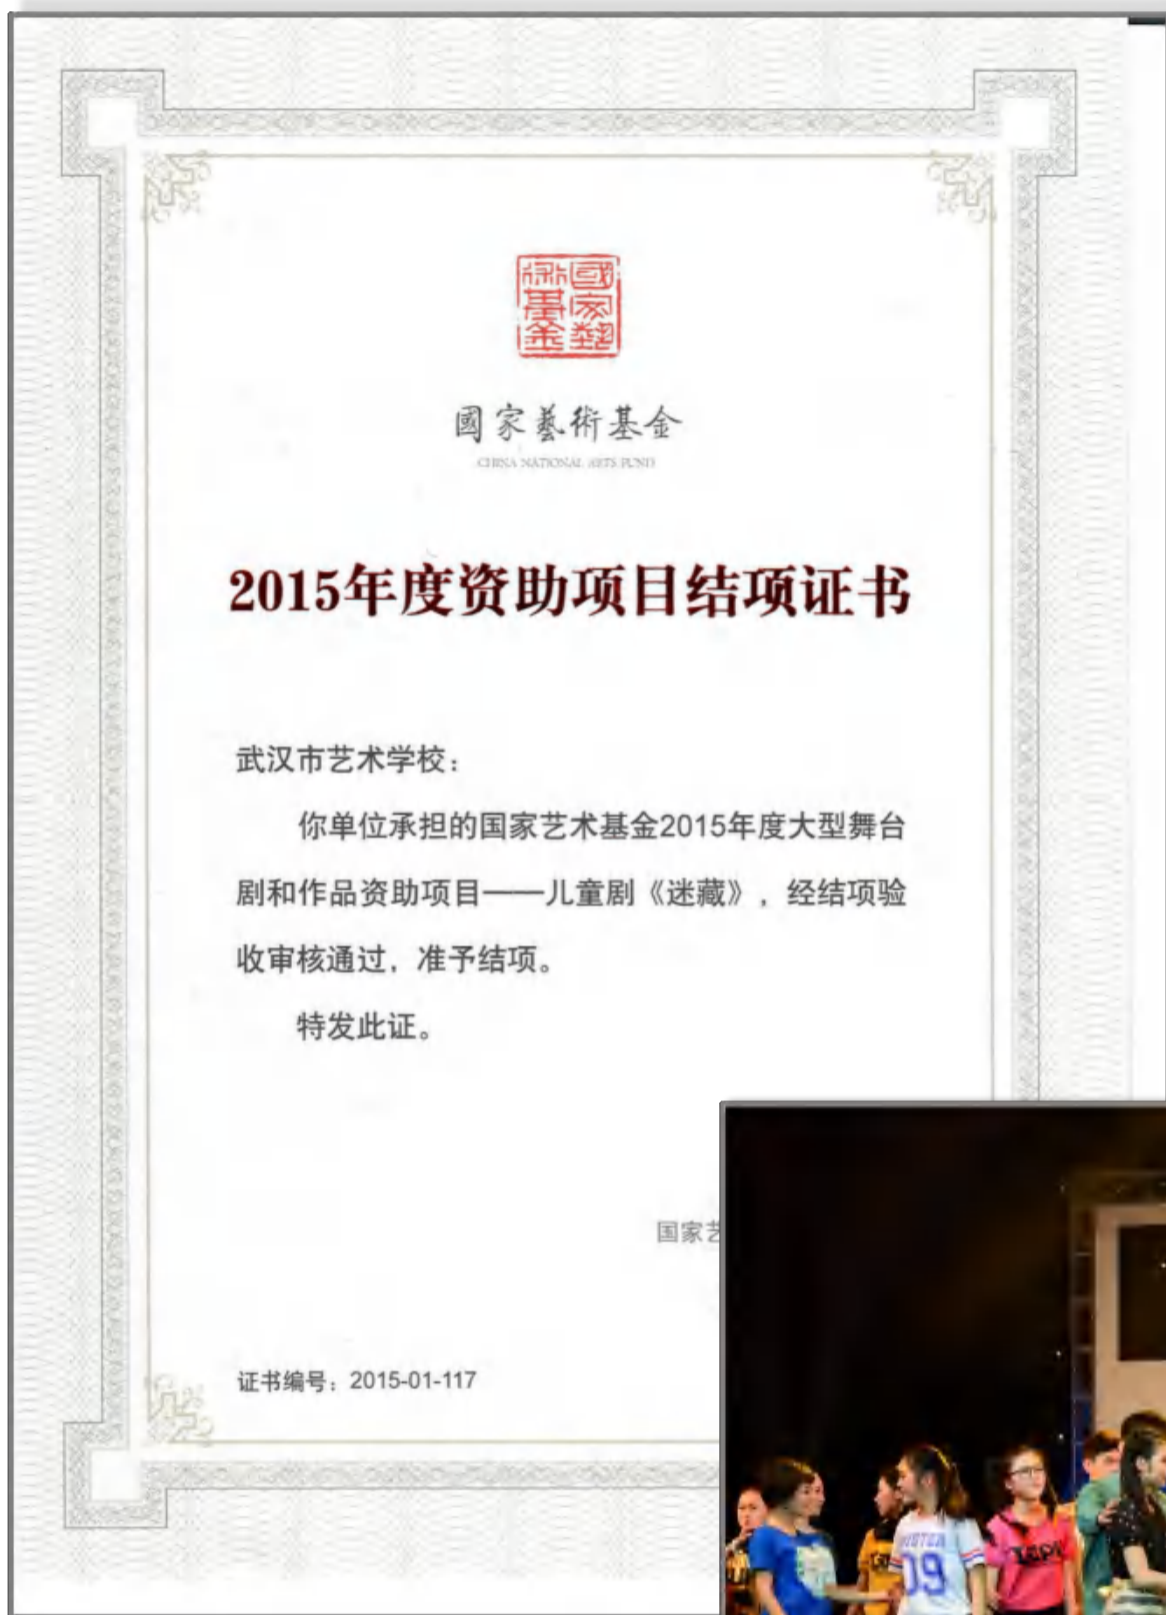 國家藝術基金
國家藝術基金
CHINA NATIONAL ARTS FUND
2015年度资助项目结项证书
武汉市艺术学校：
你单位承担的国家艺术基金2015年度大型舞台
剧和作品资助项目——儿童剧《迷藏》，经结项验
收审核通过，准予结项。
特发此证。
国家艺
证书编号：2015-01-117
09